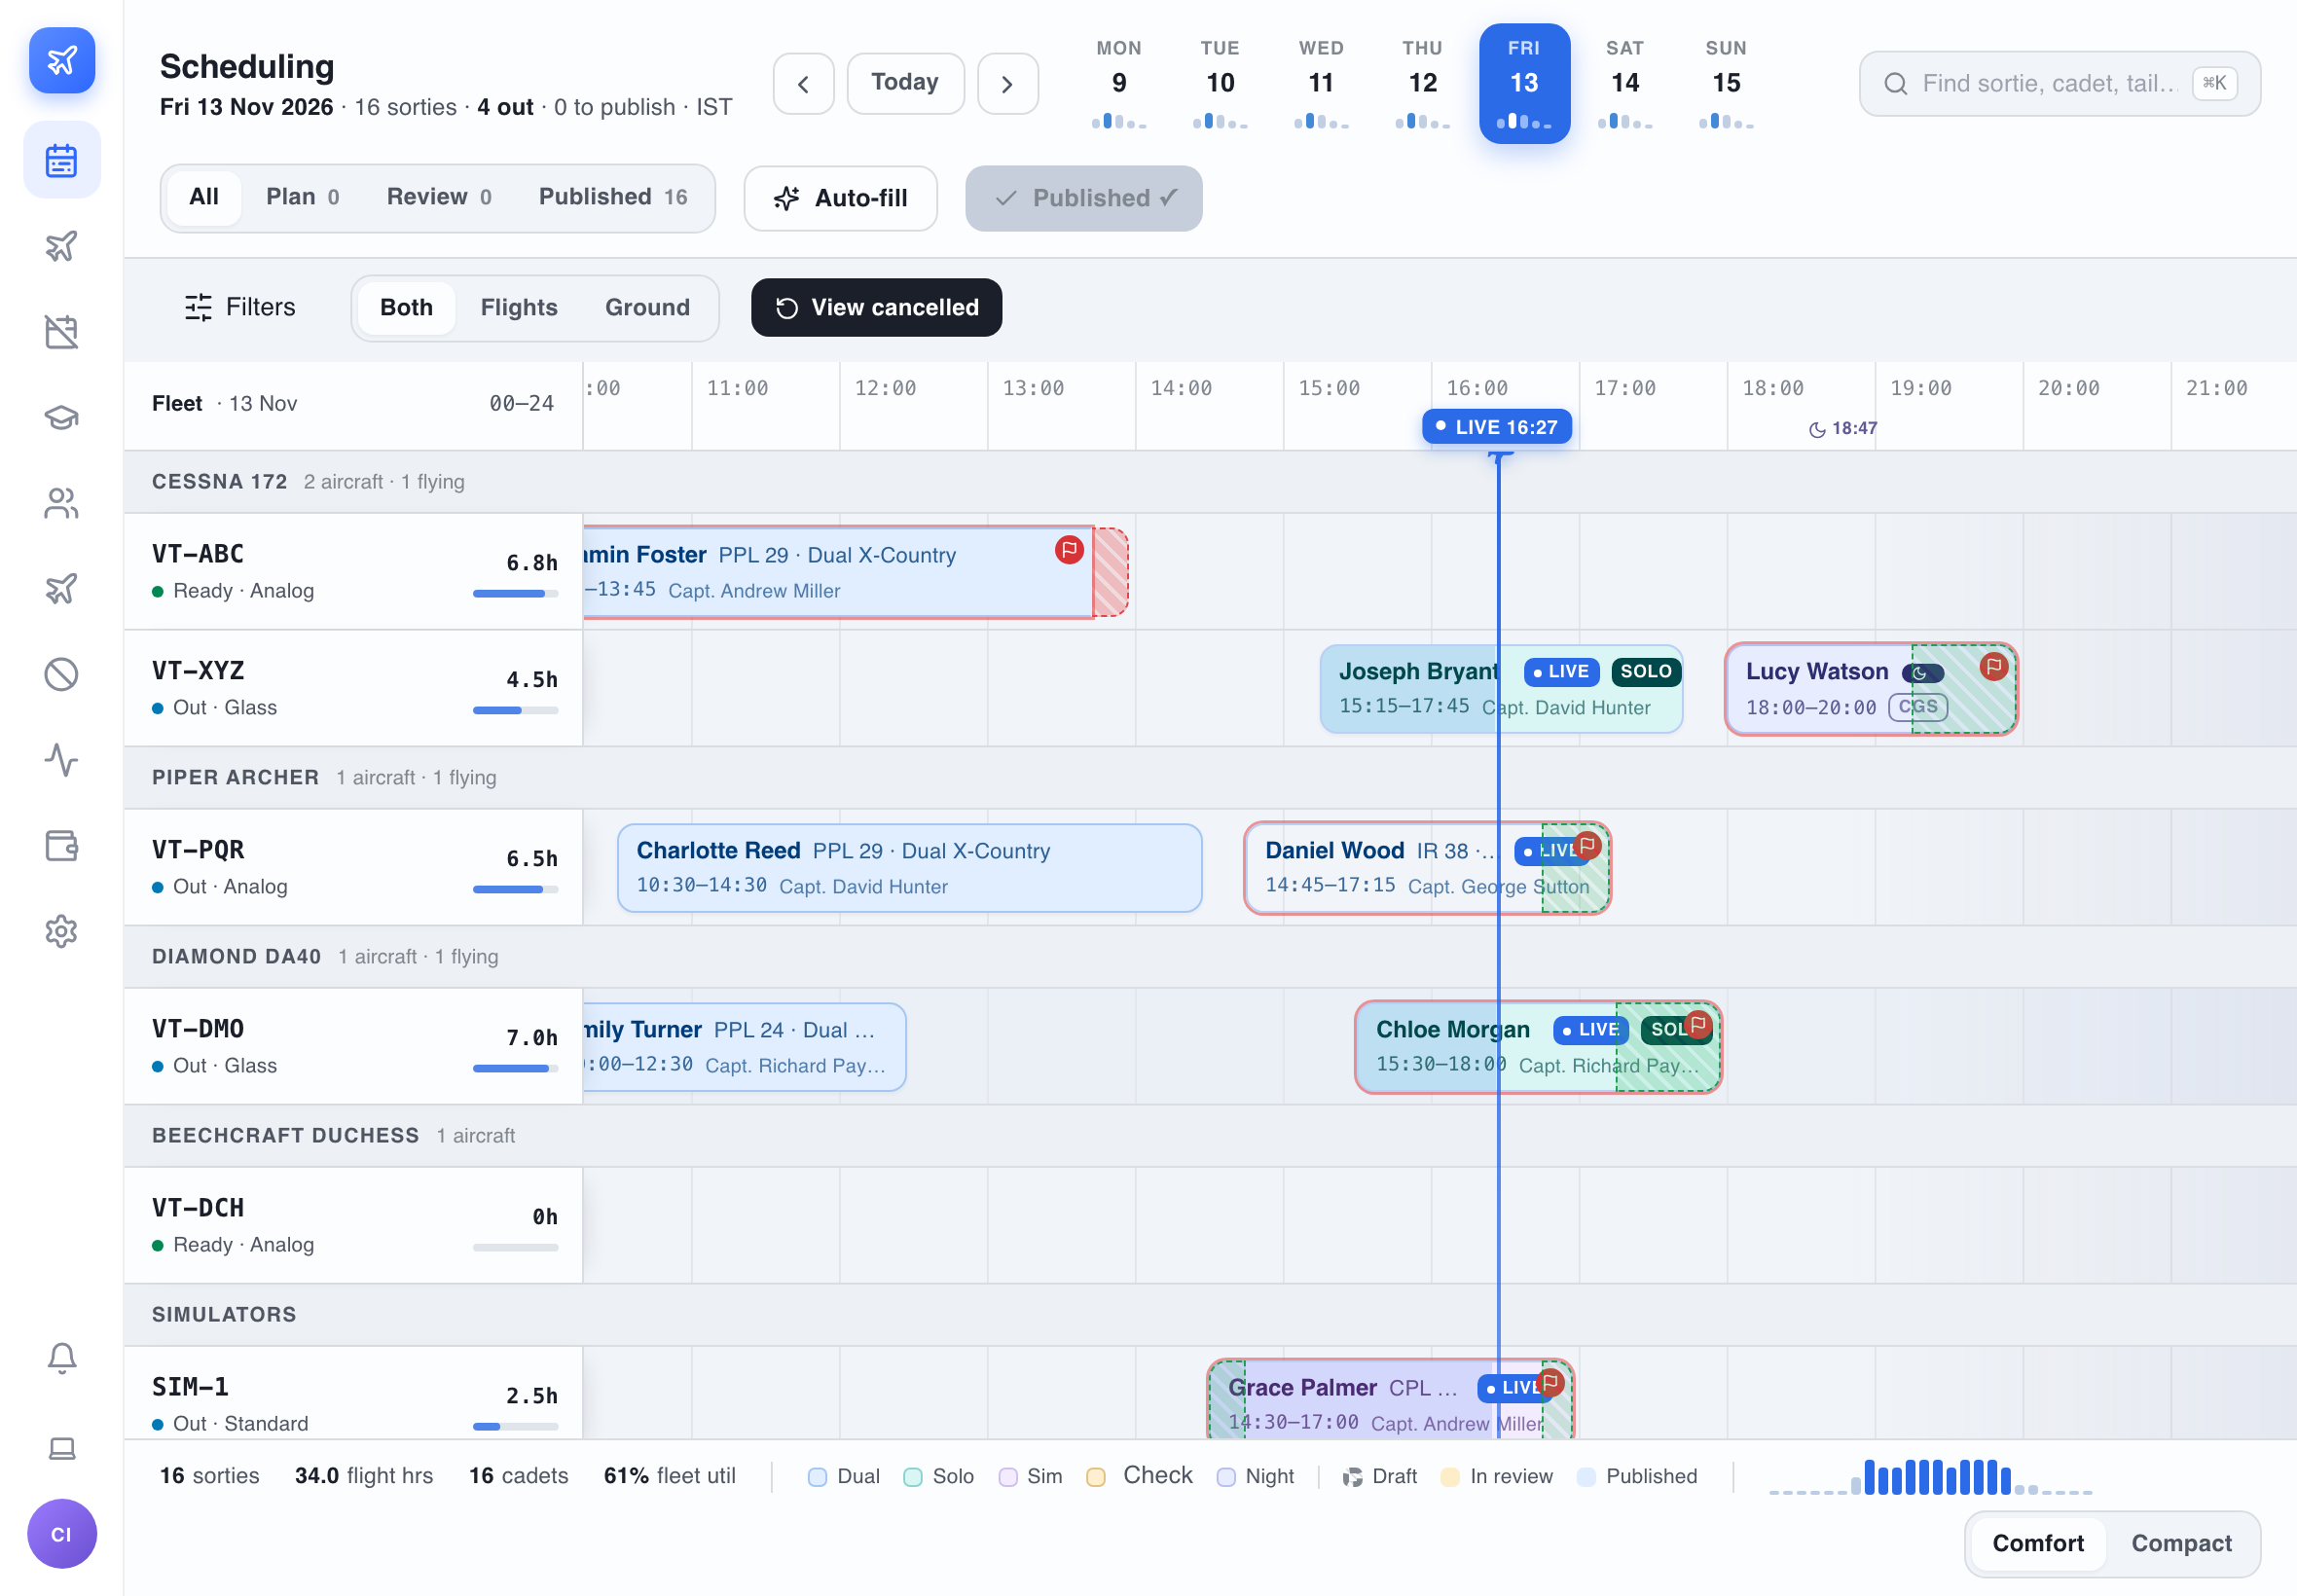 Scheduling
Fri 13 Nov 2026 · 16 sorties · 4 out · 0 to publish · IST
Today
MON 9
TUE 10
WED 11
THU 12
FRI 13
SAT 14
SUN 15
Find sortie, cadet, tail… ⌘K
All
Plan 0
Review 0
Published 16
Auto-fill
Published ✓
Filters
Both
Flights
Ground
View cancelled
Fleet · 13 Nov 00–24
:00 11:00 12:00 13:00 14:00 15:00 16:00 17:00 18:00 19:00 20:00 21:00
LIVE 16:27
18:47
CESSNA 172 2 aircraft · 1 flying
VT-ABC
6.8h
Ready · Analog
amin Foster PPL 29 · Dual X-Country
–13:45 Capt. Andrew Miller
VT-XYZ
4.5h
Out · Glass
Joseph Bryant LIVE SOLO
15:15–17:45 Capt. David Hunter
Lucy Watson
18:00–20:00 CGS
PIPER ARCHER 1 aircraft · 1 flying
VT-PQR
6.5h
Out · Analog
Charlotte Reed PPL 29 · Dual X-Country
10:30–14:30 Capt. David Hunter
Daniel Wood IR 38 ·… LIVE
14:45–17:15 Capt. George Sutton
DIAMOND DA40 1 aircraft · 1 flying
VT-DMO
7.0h
Out · Glass
mily Turner PPL 24 · Dual …
:00–12:30 Capt. Richard Pay…
Chloe Morgan LIVE SOL
15:30–18:00 Capt. Richard Pay…
BEECHCRAFT DUCHESS 1 aircraft
VT-DCH
0h
Ready · Analog
SIMULATORS
SIM-1
2.5h
Out · Standard
Grace Palmer CPL … LIVE
14:30–17:00 Capt. Andrew Miller
16 sorties 34.0 flight hrs 16 cadets 61% fleet util
Dual Solo Sim Check Night
Draft In review Published
CI
Comfort Compact